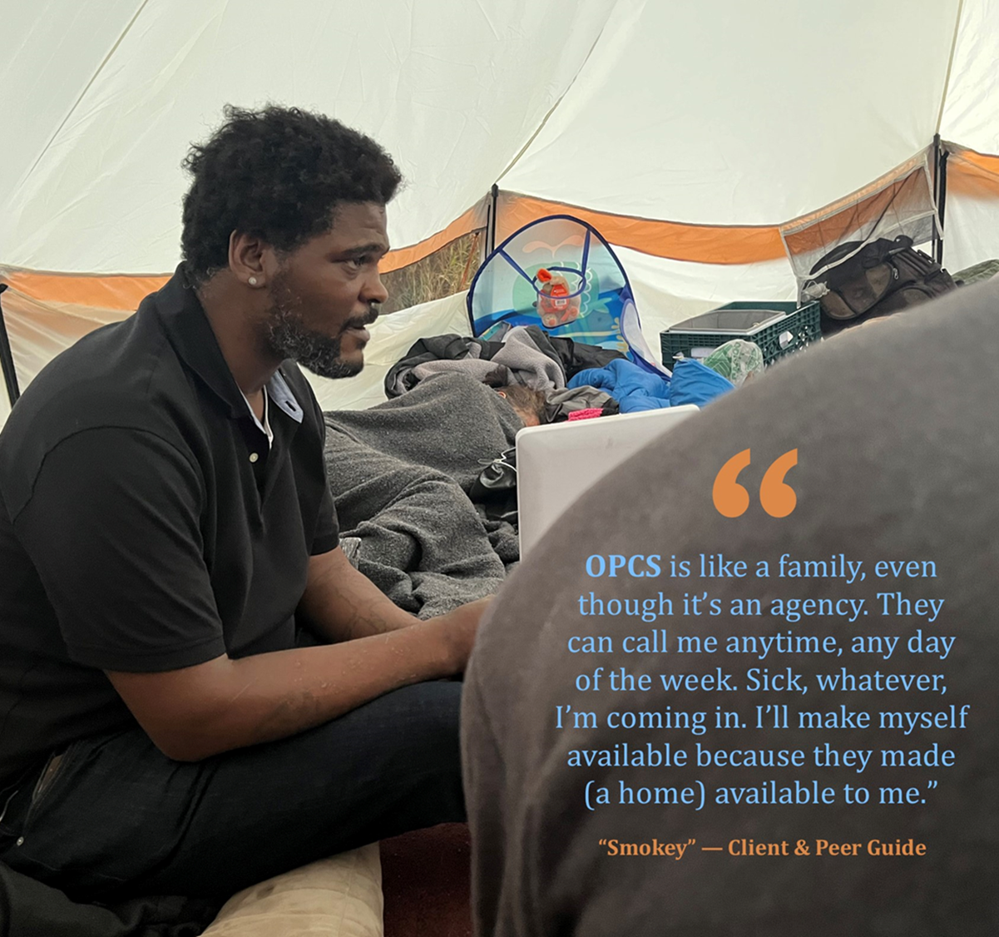 “
OPCS is like a family, even
though it’s an agency. They
can call me anytime, any day
of the week. Sick, whatever,
I’m coming in. I’ll make myself
available because they made
(a home) available to me.”
“Smokey” — Client & Peer Guide